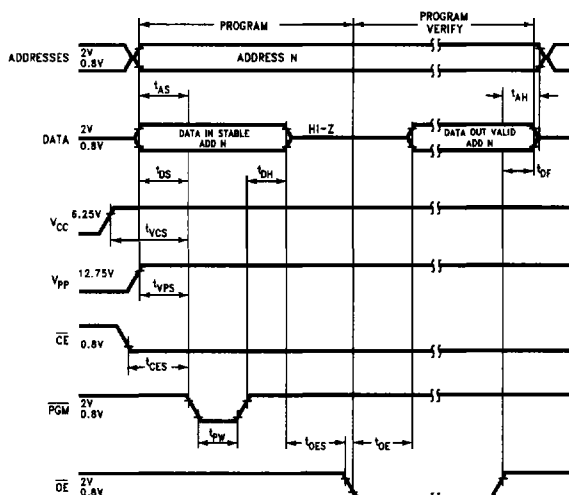 PROGRAM
PROGRAM
VERIFY
ADDRESSES
2V
0.8V
ADDRESS N
tAS
tAH
DATA
2V
0.8V
DATA IN STABLE
ADD N
HI-Z
DATA OUT VALID
ADD N
tDS
tDH
tDF
VCC
6.25V
tVCS
VPP
12.75V
tVPS
CE
0.8V
tCES
PGM
2V
0.8V
tPW
tOES
tOE
OE
2V
0.8V